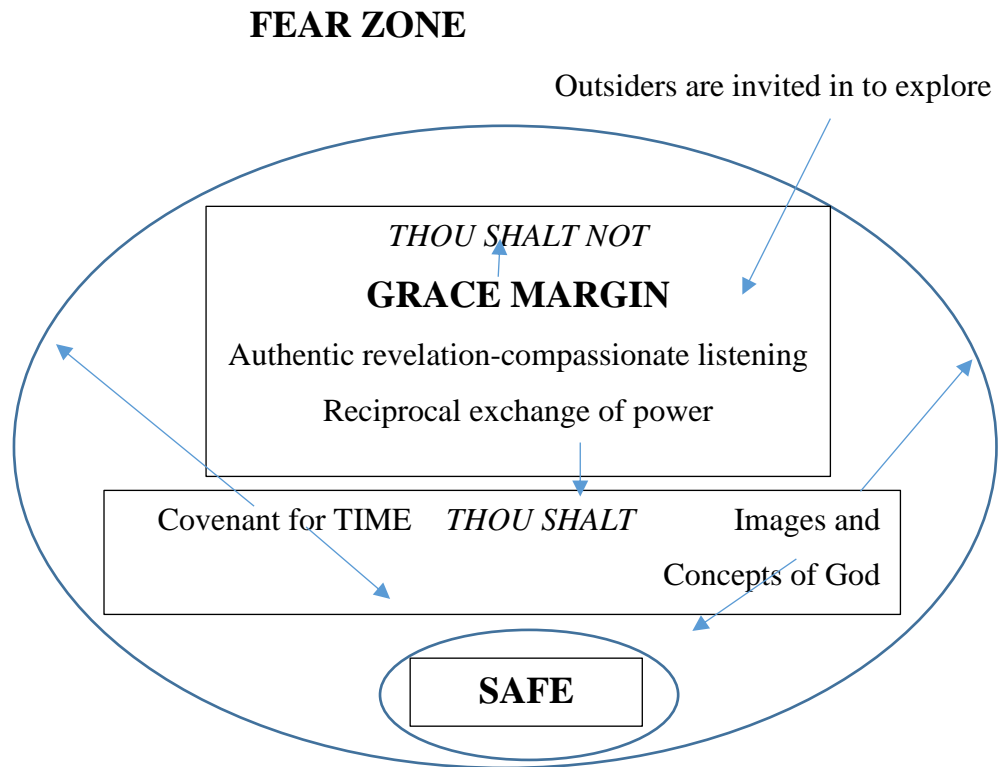 FEAR ZONE
Outsiders are invited in to explore
THOU SHALT NOT
GRACE MARGIN
Authentic revelation-compassionate listening
Reciprocal exchange of power
Covenant for TIME THOU SHALT Images and
Concepts of God
SAFE